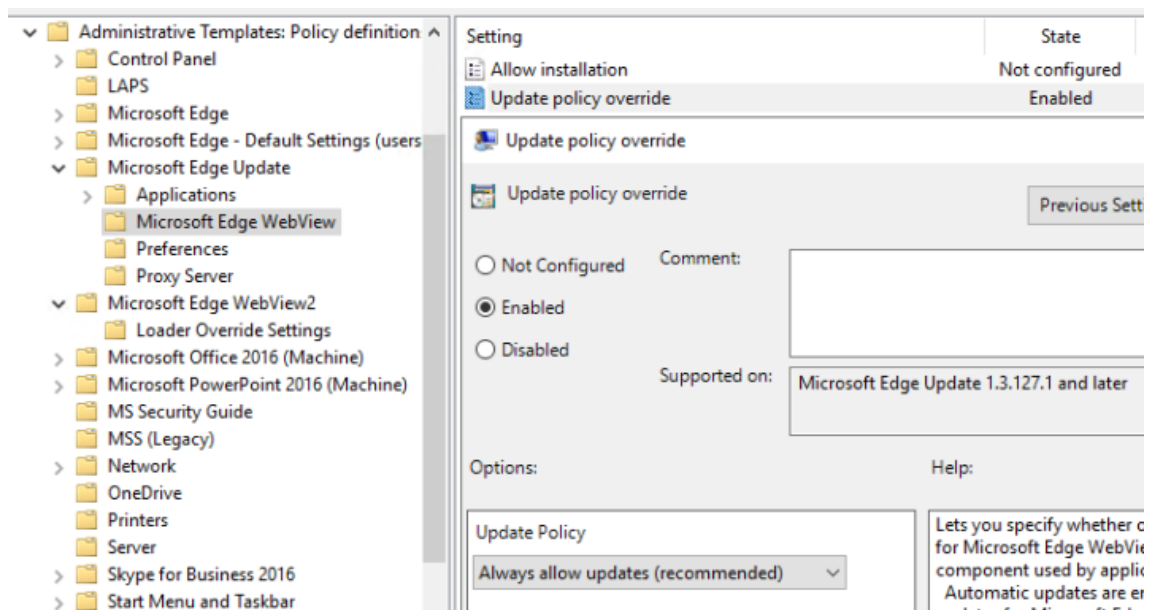 Administrative Templates: Policy definition
Control Panel
LAPS
Microsoft Edge
Microsoft Edge - Default Settings (users
Microsoft Edge Update
Applications
Microsoft Edge WebView
Preferences
Proxy Server
Microsoft Edge WebView2
Loader Override Settings
Microsoft Office 2016 (Machine)
Microsoft PowerPoint 2016 (Machine)
MS Security Guide
MSS (Legacy)
Network
OneDrive
Printers
Server
Skype for Business 2016
Start Menu and Taskbar
Setting State
Allow installation Not configured
Update policy override Enabled
Update policy override
Update policy override
Previous Sett
Not Configured
Comment:
Enabled
Disabled
Supported on:
Microsoft Edge Update 1.3.127.1 and later
Options:
Help:
Update Policy
Always allow updates (recommended)
Lets you specify whether o
for Microsoft Edge WebVie
component used by applic
Automatic updates are er